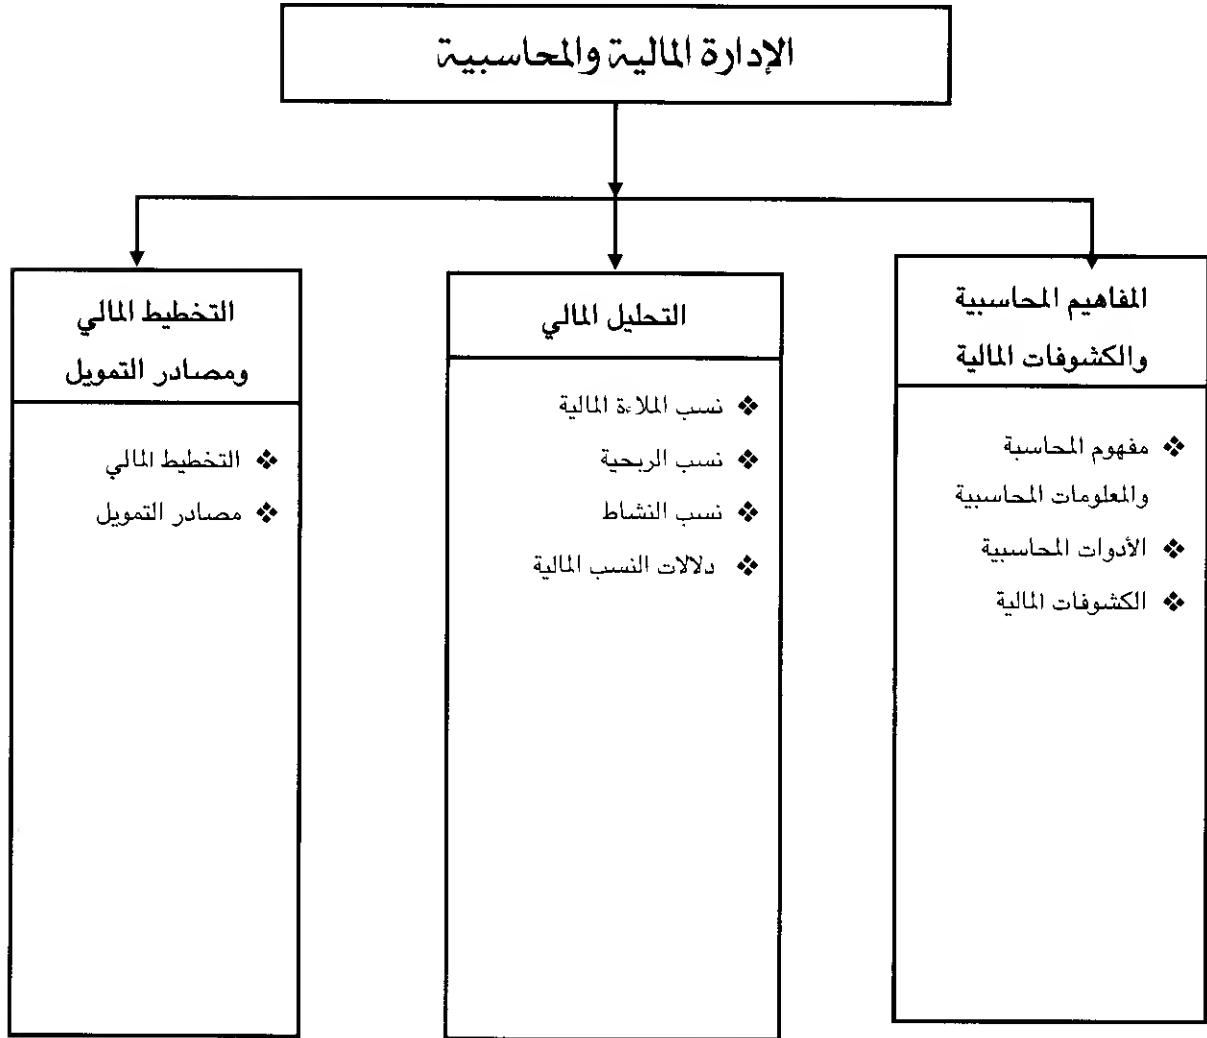 الإدارة المالية والمحاسبية
المفاهيم المحاسبية
والكشوفات المالية
❖ مفهوم المحاسبة
والمعلومات المحاسبية
❖ الأدوات المحاسبية
❖ الكشوفات المالية
التحليل المالي
❖ نسب الملاءة المالية
❖ نسب الربحية
❖ نسب النشاط
❖ دلالات النسب المالية
التخطيط المالي
ومصادر التمويل
❖ التخطيط المالي
❖ مصادر التمويل